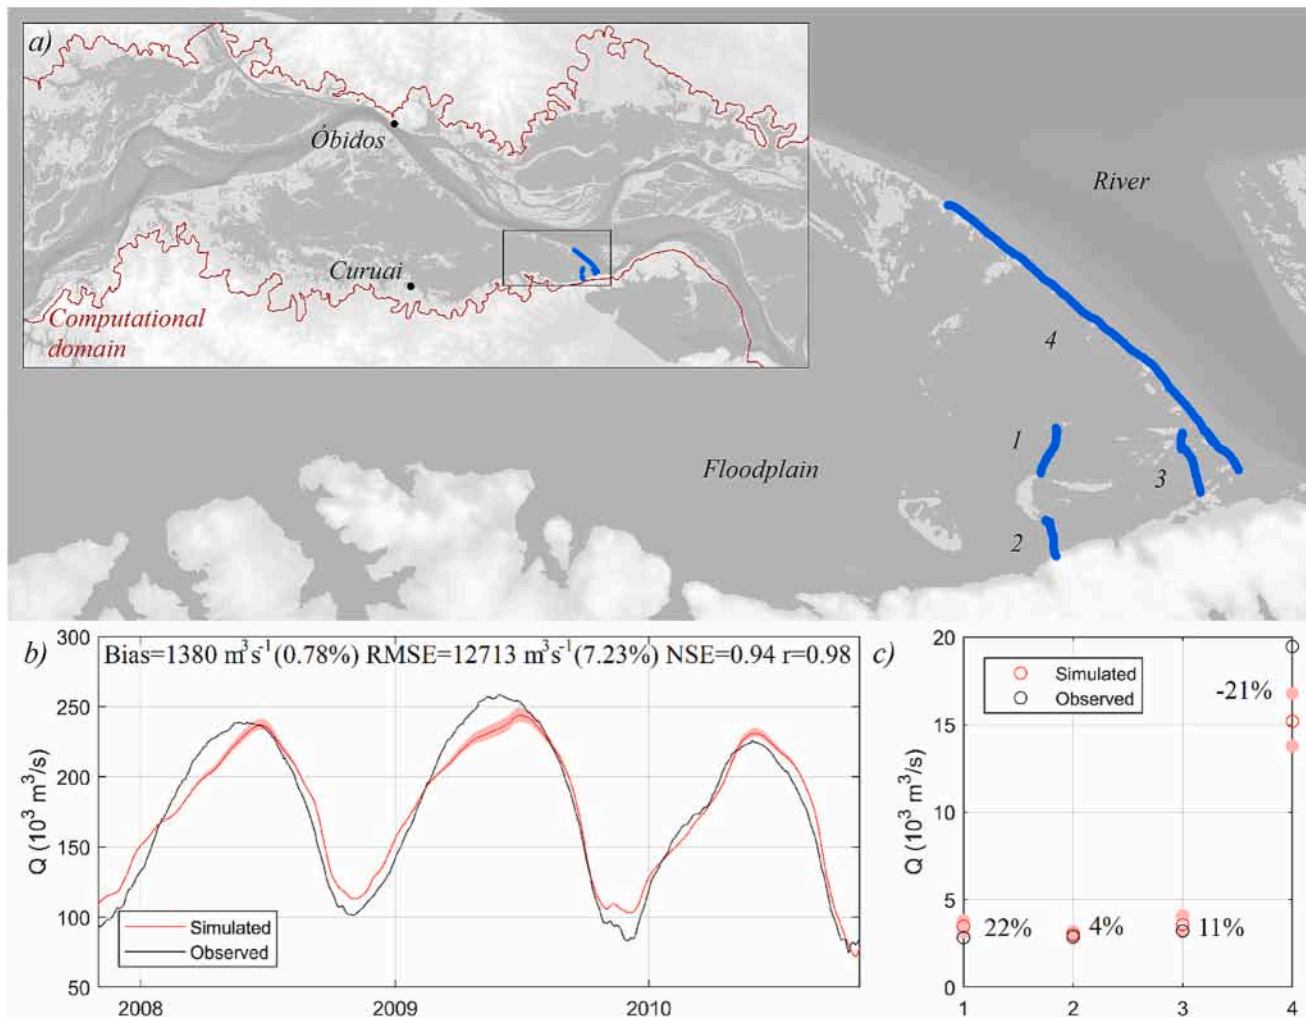 a)
Óbidos
River
Curuai
Computational
domain
4
1
Floodplain
3
2
b)
Bias=1380 m³s⁻¹(0.78%) RMSE=12713 m³s⁻¹(7.23%) NSE=0.94 r=0.98
300
250
200
150
100
50
Q (10³ m³/s)
Simulated
Observed
2008
2009
2010
c)
20
15
10
5
0
Q (10³ m³/s)
Simulated
Observed
-21%
22%
4%
11%
1
2
3
4